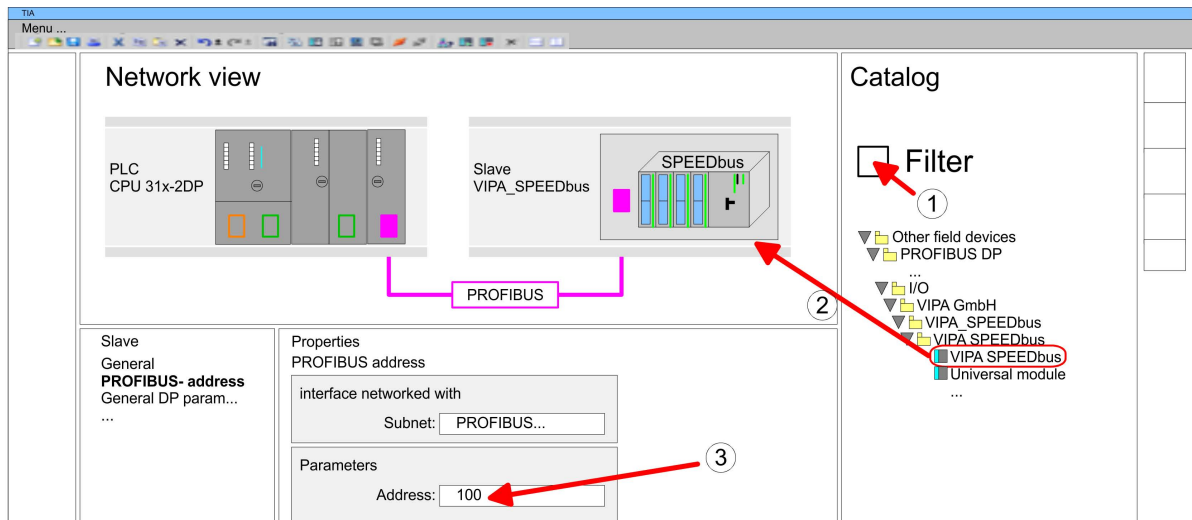 TIA
Menu ...
Network view
PLC
CPU 31x-2DP
Slave
VIPA_SPEEDbus
SPEEDbus
PROFIBUS
2
Catalog
Filter
1
Other field devices
PROFIBUS DP
...
I/O
VIPA GmbH
VIPA_SPEEDbus
VIPA SPEEDbus
VIPA SPEEDbus
Universal module
...
Slave
General
PROFIBUS- address
General DP param...
...
Properties
PROFIBUS address
interface networked with
Subnet: PROFIBUS...
Parameters
Address: 100
3